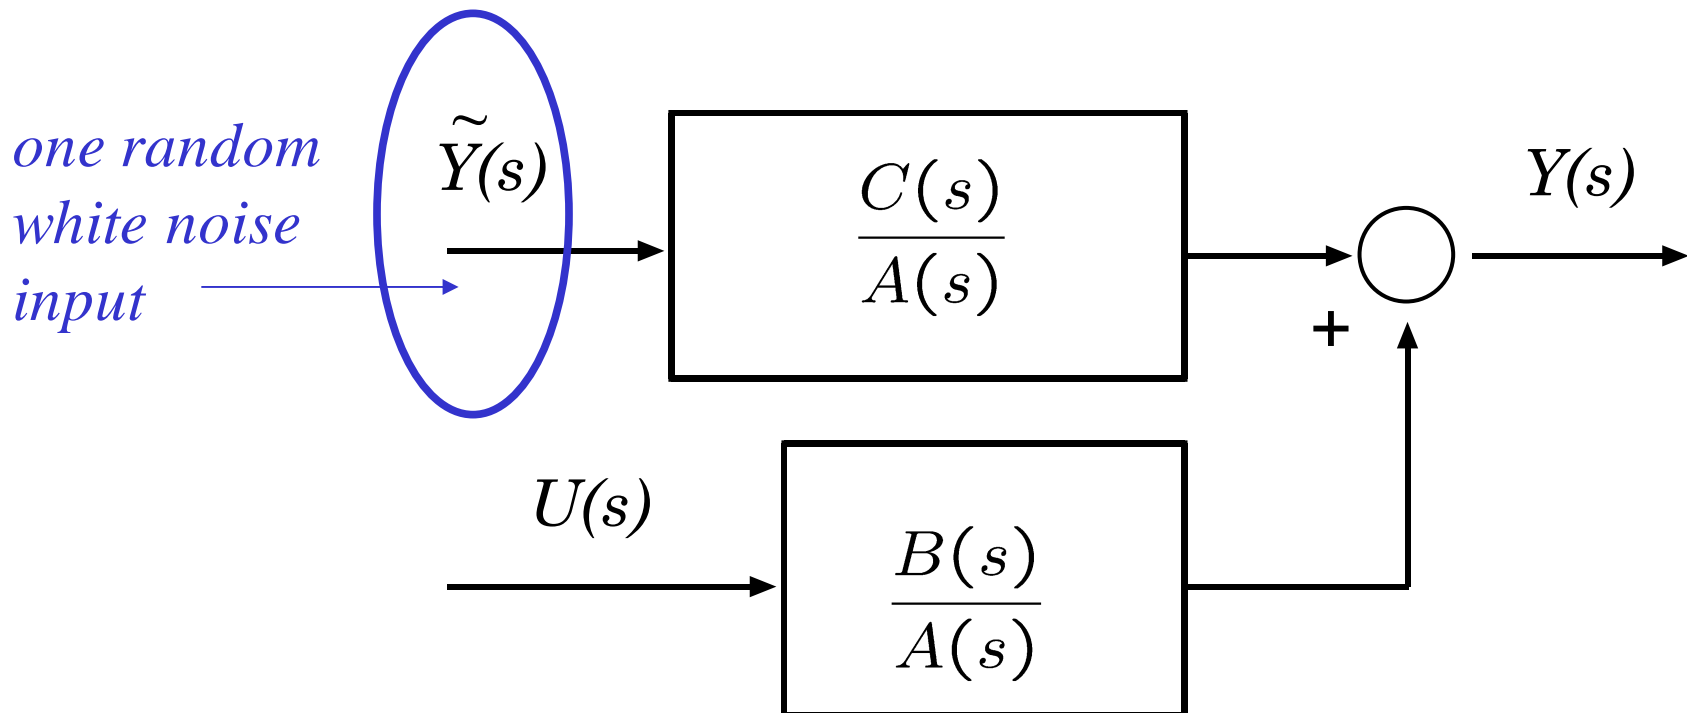 one random
white noise
input
Ỹ(s)
C(s)
A(s)
Y(s)
+
U(s)
B(s)
A(s)